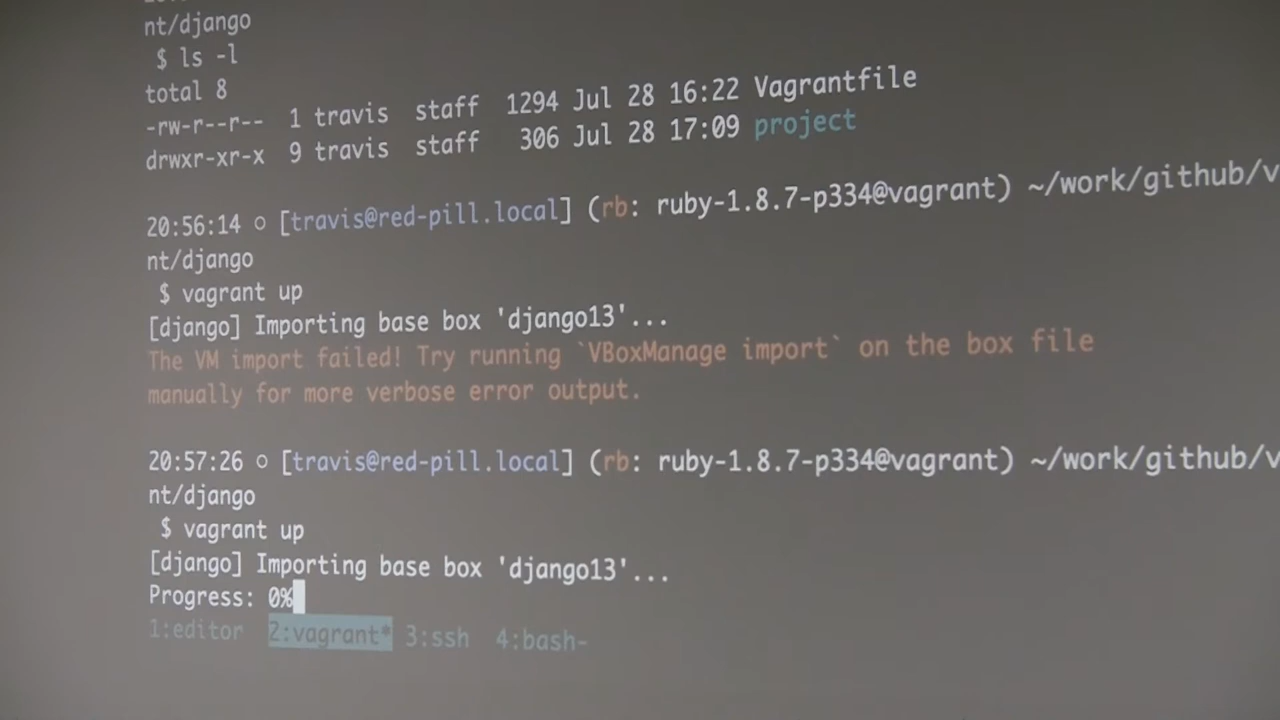 nt/django
$ ls -l
total 8
-rw-r--r-- 1 travis staff 1294 Jul 28 16:22 Vagrantfile
drwxr-xr-x 9 travis staff 306 Jul 28 17:09 project
20:56:14 ○ [travis@red-pill.local] (rb: ruby-1.8.7-p334@vagrant) ~/work/github/v
nt/django
$ vagrant up
[django] Importing base box 'django13'...
The VM import failed! Try running `VBoxManage import` on the box file
manually for more verbose error output.
20:57:26 ○ [travis@red-pill.local] (rb: ruby-1.8.7-p334@vagrant) ~/work/github/v
nt/django
$ vagrant up
[django] Importing base box 'django13'...
Progress: 0%
1:editor 2:vagrant* 3:ssh 4:bash-